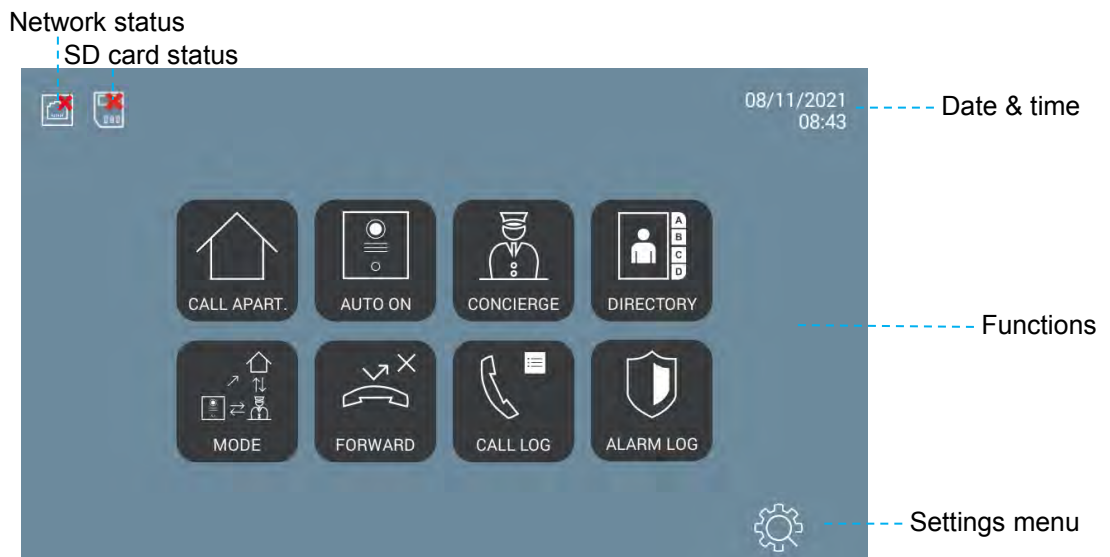 Network status
SD card status
08/11/2021
08:43
Date & time
CALL APART.
AUTO ON
CONCIERGE
DIRECTORY
A
B
C
D
Functions
MODE
FORWARD
CALL LOG
ALARM LOG
Settings menu